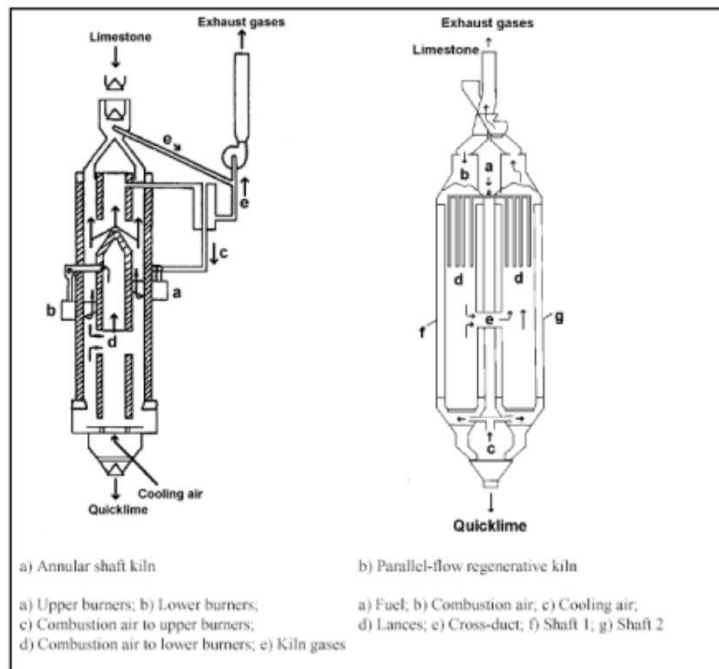 Exhaust gases
Limestone
e
e
c
a
b
d
Cooling air
Quicklime
Exhaust gases
Limestone
b
a
d
d
e
f
g
c
Quicklime
a) Annular shaft kiln
a) Upper burners; b) Lower burners;
c) Combustion air to upper burners;
d) Combustion air to lower burners; e) Kiln gases
b) Parallel-flow regenerative kiln
a) Fuel; b) Combustion air; c) Cooling air;
d) Lances; e) Cross-duct; f) Shaft 1; g) Shaft 2